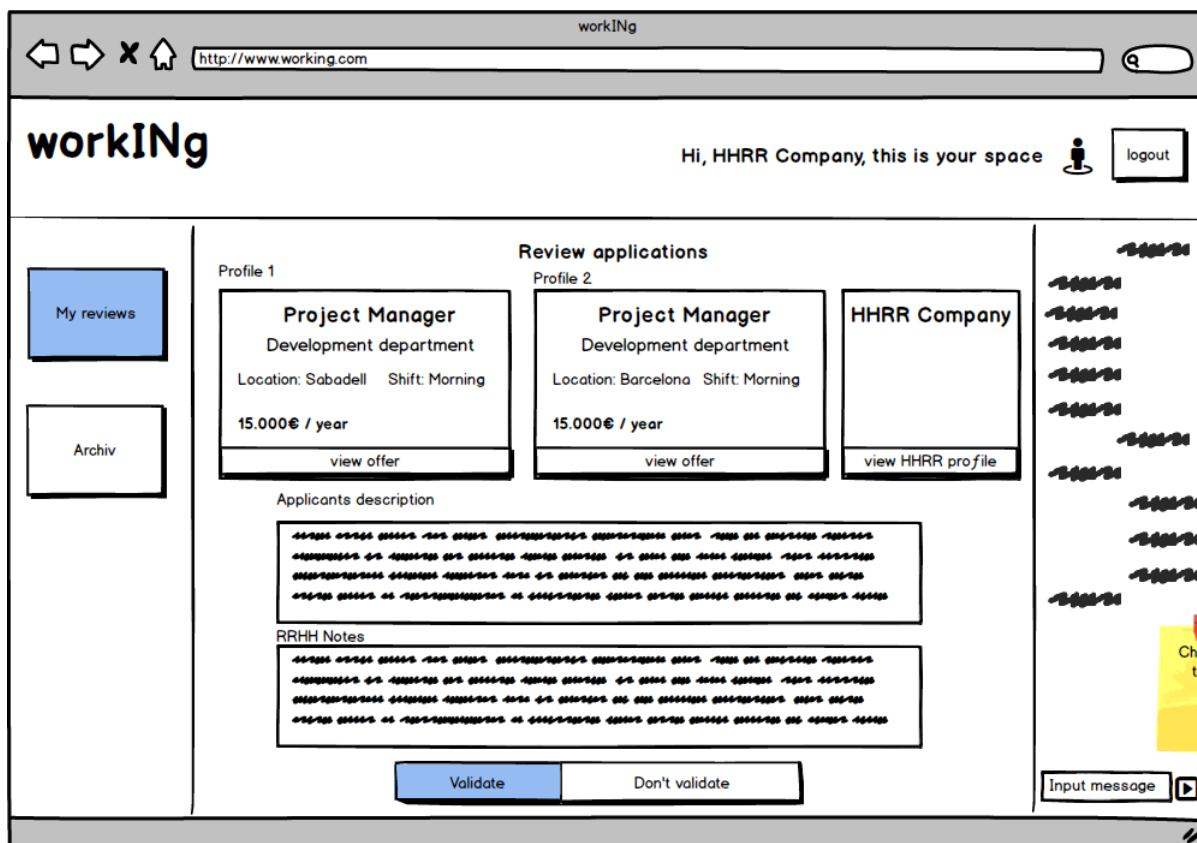 workINg
http://www.working.com
workINg
Hi, HHRR Company, this is your space
logout
My reviews
Archiv
Review applications
Profile 1
Project Manager
Development department
Location: Sabadell Shift: Morning
15.000€ / year
view offer
Profile 2
Project Manager
Development department
Location: Barcelona Shift: Morning
15.000€ / year
view offer
HHRR Company
view HHRR profile
Applicants description
RRHH Notes
Validate
Don't validate
Input message